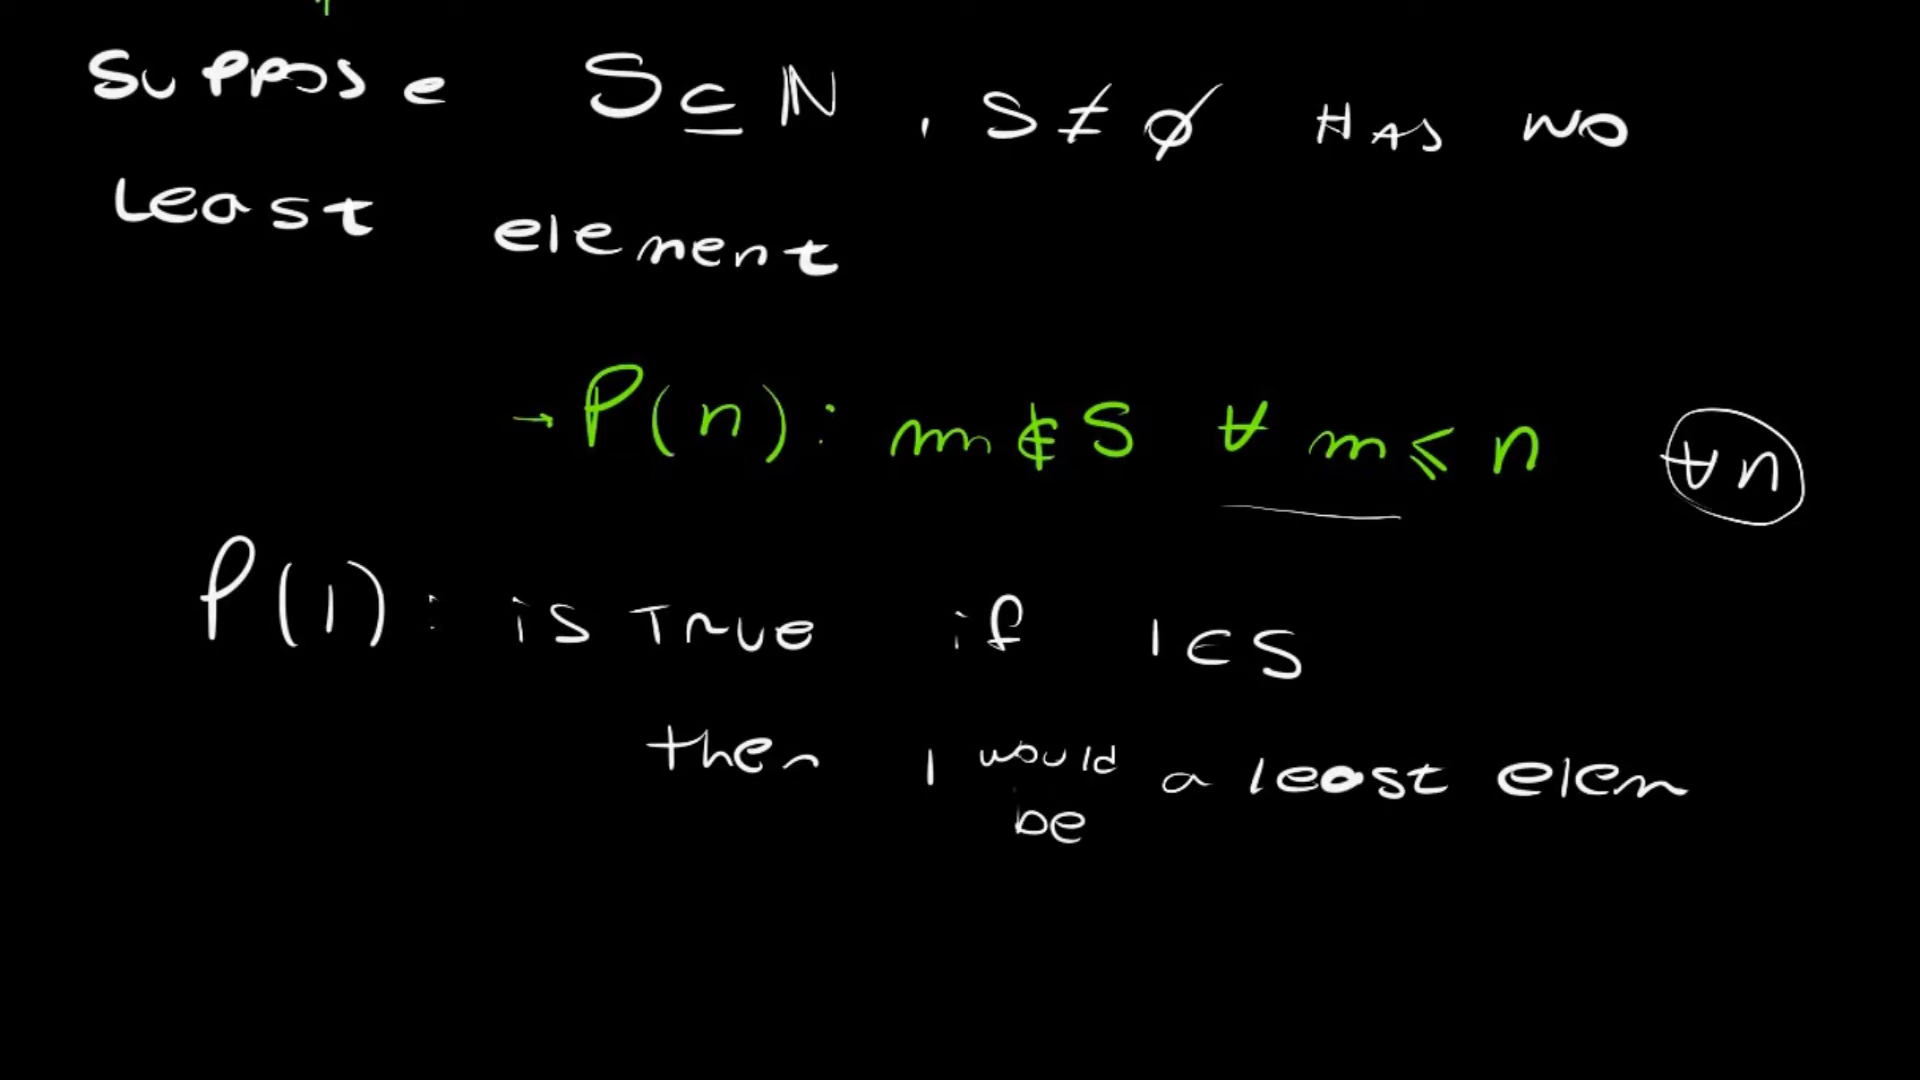 Suppose S ⊆ ℕ, S ≠ ∅ HAS NO
Least element
→ P(n): m ∉ S ∀ m ≤ n ∀n
P(1): is True if 1 ∈ S
then 1 would be a least elem